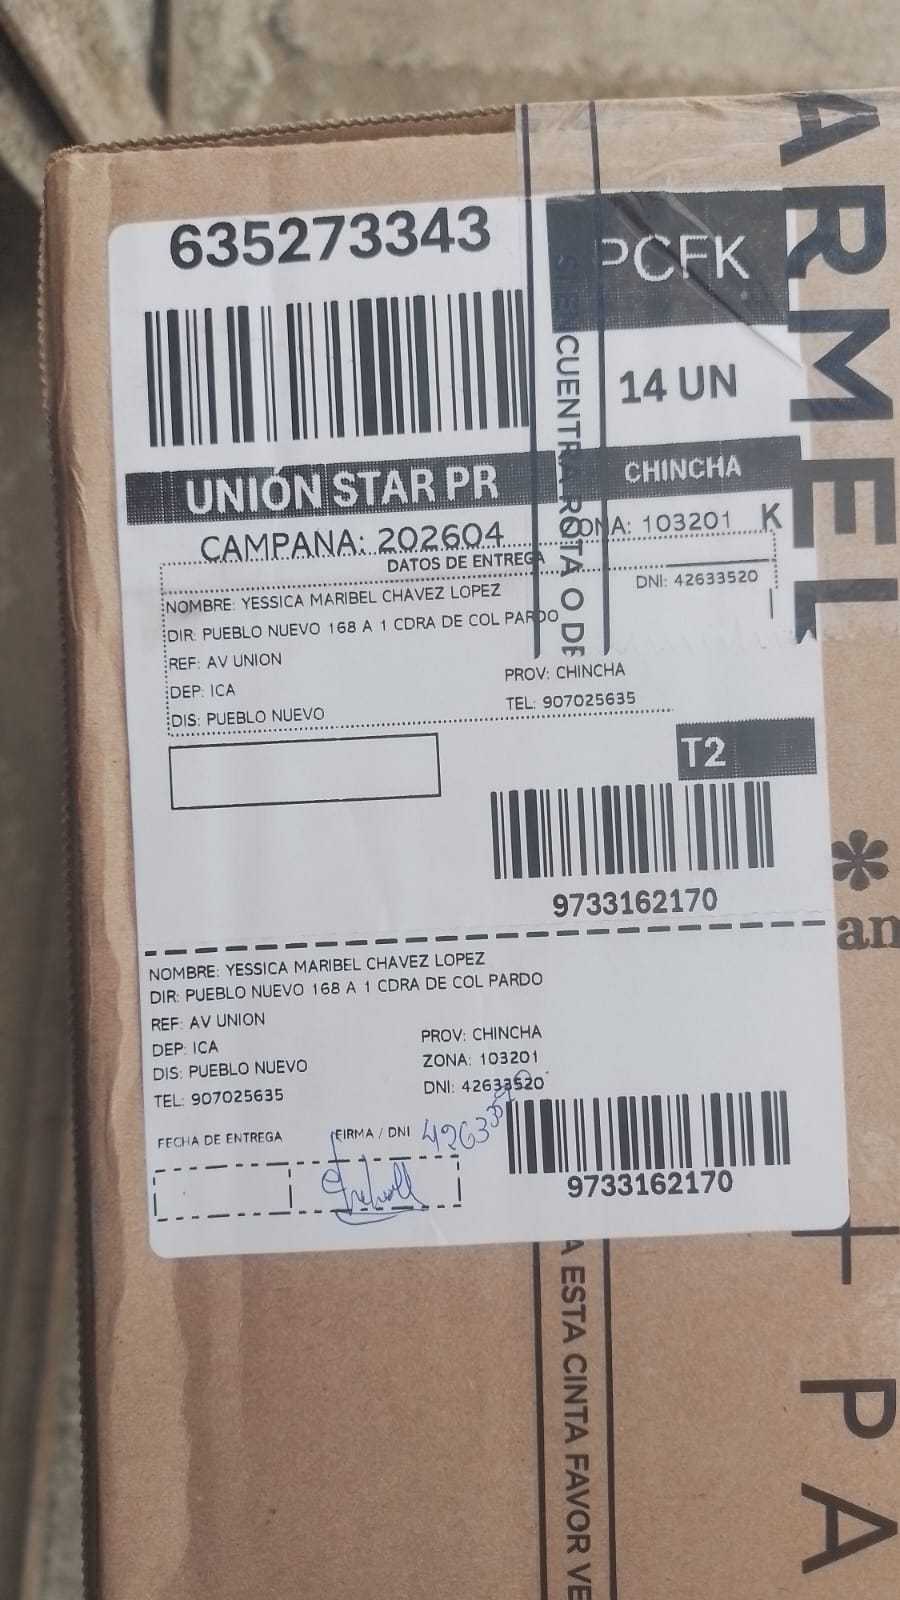 635273343
PCFK
14 UN
UNIÓN STAR PR
CHINCHA
CAMPAÑA: 202604
ZONA: 103201 K
DATOS DE ENTREGA
NOMBRE: YESSICA MARIBEL CHAVEZ LOPEZ
DNI: 42633520
DIR: PUEBLO NUEVO 168 A 1 CDRA DE COL PARDO
REF: AV UNION
PROV: CHINCHA
DEP: ICA
TEL: 907025635
DIS: PUEBLO NUEVO
T2
9733162170
NOMBRE: YESSICA MARIBEL CHAVEZ LOPEZ
DIR: PUEBLO NUEVO 168 A 1 CDRA DE COL PARDO
REF: AV UNION
PROV: CHINCHA
DEP: ICA
ZONA: 103201
DIS: PUEBLO NUEVO
DNI: 42633520
TEL: 907025635
FECHA DE ENTREGA
FIRMA / DNI
42633520
9733162170
CUENTRA ROTA O DE
A ESTA CINTA FAVOR VE
ARMEL
+ PA
an